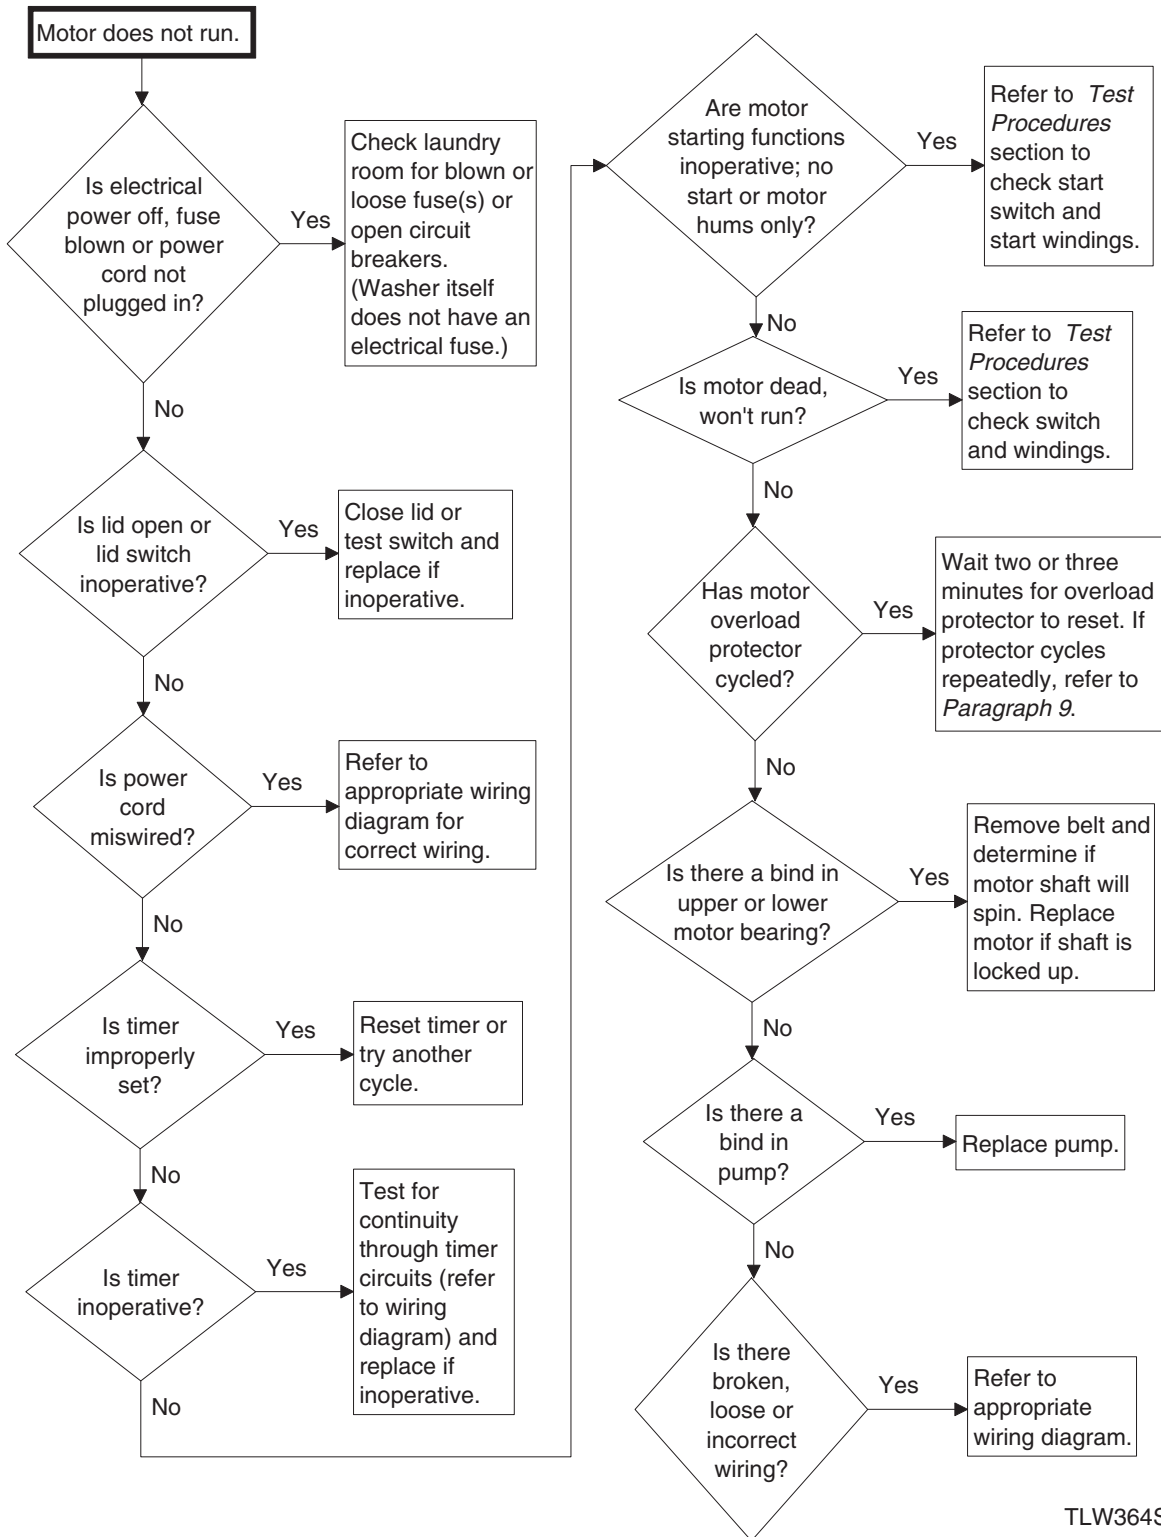 Motor does not run.
Is electrical
power off, fuse
blown or power
cord not
plugged in?
Yes
Check laundry
room for blown or
loose fuse(s) or
open circuit
breakers.
(Washer itself
does not have an
electrical fuse.)
No
Is lid open or
lid switch
inoperative?
Yes
Close lid or
test switch and
replace if
inoperative.
No
Is power
cord
miswired?
Yes
Refer to
appropriate wiring
diagram for
correct wiring.
No
Is timer
improperly
set?
Yes
Reset timer or
try another
cycle.
No
Is timer
inoperative?
Yes
Test for
continuity
through timer
circuits (refer
to wiring
diagram) and
replace if
inoperative.
No
Are motor
starting functions
inoperative; no
start or motor
hums only?
Yes
Refer to Test
Procedures
section to
check start
switch and
start windings.
No
Is motor dead,
won't run?
Yes
Refer to Test
Procedures
section to
check switch
and windings.
No
Has motor
overload
protector
cycled?
Yes
Wait two or three
minutes for overload
protector to reset. If
protector cycles
repeatedly, refer to
Paragraph 9.
No
Is there a bind in
upper or lower
motor bearing?
Yes
Remove belt and
determine if
motor shaft will
spin. Replace
motor if shaft is
locked up.
No
Is there a
bind in
pump?
Yes
Replace pump.
No
Is there
broken,
loose or
incorrect
wiring?
Yes
Refer to
appropriate
wiring diagram.
TLW364S